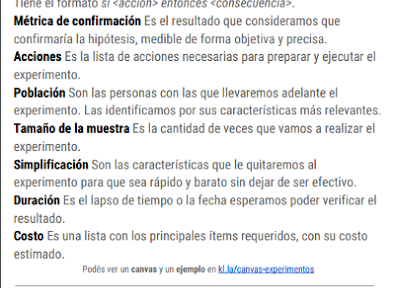 Tiene el formato si <acción> entonces <consecuencia>.
Métrica de confirmación Es el resultado que consideramos que
confirmaría la hipótesis, medible de forma objetiva y precisa.
Acciones Es la lista de acciones necesarias para preparar y ejecutar el
experimento.
Población Son las personas con las que llevaremos adelante el
experimento. Las identificamos por sus características más relevantes.
Tamaño de la muestra Es la cantidad de veces que vamos a realizar el
experimento.
Simplificación Son las características que le quitaremos al
experimento para que sea rápido y barato sin dejar de ser efectivo.
Duración Es el lapso de tiempo o la fecha esperamos poder verificar el
resultado.
Costo Es una lista con los principales ítems requeridos, con su costo
estimado.
Podés ver un canvas y un ejemplo en kl.la/canvas-experimentos